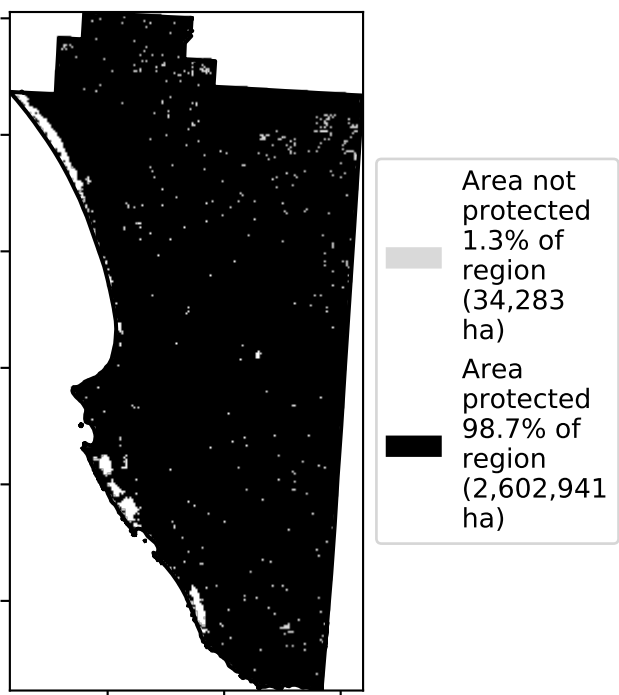 Area not
protected
1.3% of
region
(34,283
ha)
Area
protected
98.7% of
region
(2,602,941
ha)